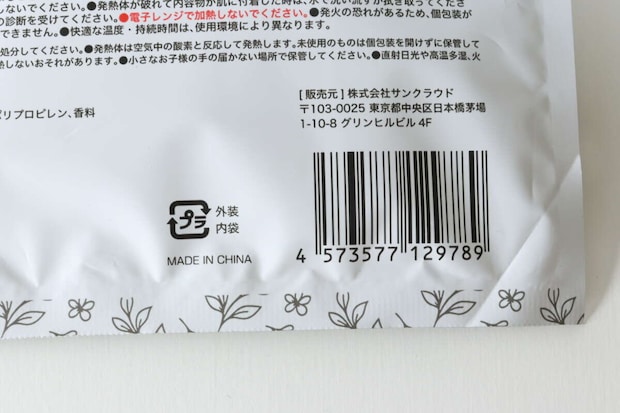 ないでください。●発熱体が破れて内容物が肌に付着した時は、水で洗い流すか拭き取ってくださ
の診断を受けてください。●電子レンジで加熱しないでください。●発火の恐れがあるため、個包装が
できません。●快適な温度・持続時間は、使用環境により異なります。
処分してください。●発熱体は空気中の酸素と反応して発熱します。未使用のものは個包装を開けずに保管して
熱しないおそれがあります。●小さなお子様の手の届かない場所で保管してください。●直射日光や高温多湿、火
リプロピレン、香料
[ 販売元 ] 株式会社サンクラウド
〒103-0025 東京都中央区日本橋茅場
1-10-8 グリンヒルビル 4F
プラ
外装
内袋
MADE IN CHINA
4 573577 129789